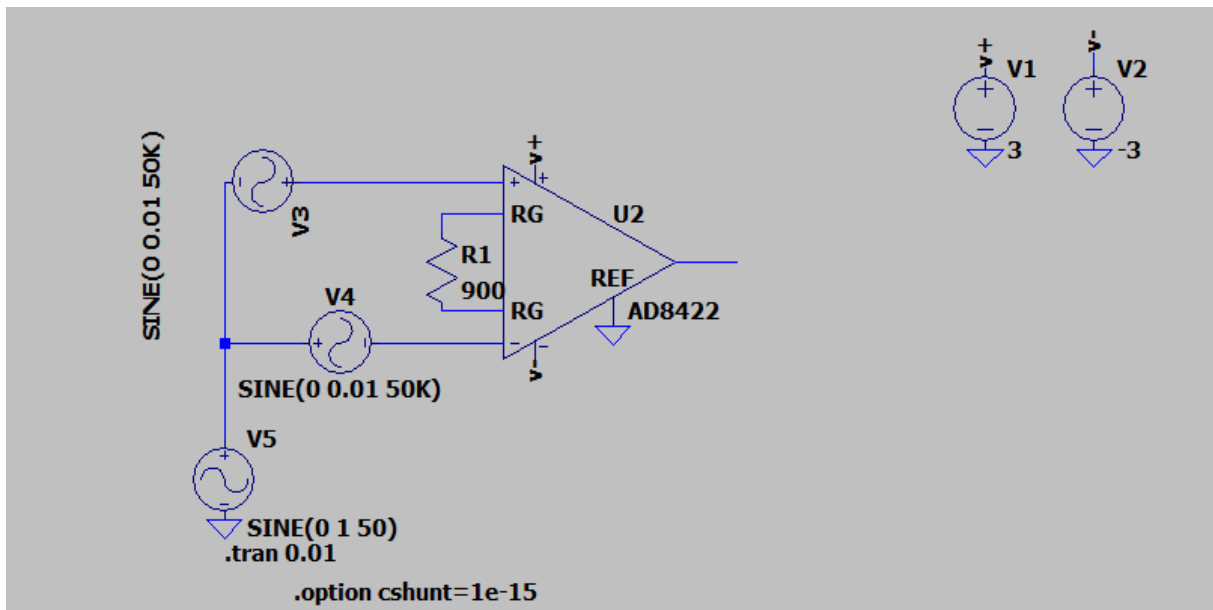 v+
V1
3
v-
V2
-3
SINE(0 0.01 50K)
V3
v+
+
+
RG
U2
R1
900
REF
RG
AD8422
V4
-
-
v-
SINE(0 0.01 50K)
V5
SINE(0 1 50)
.tran 0.01
.option cshunt=1e-15